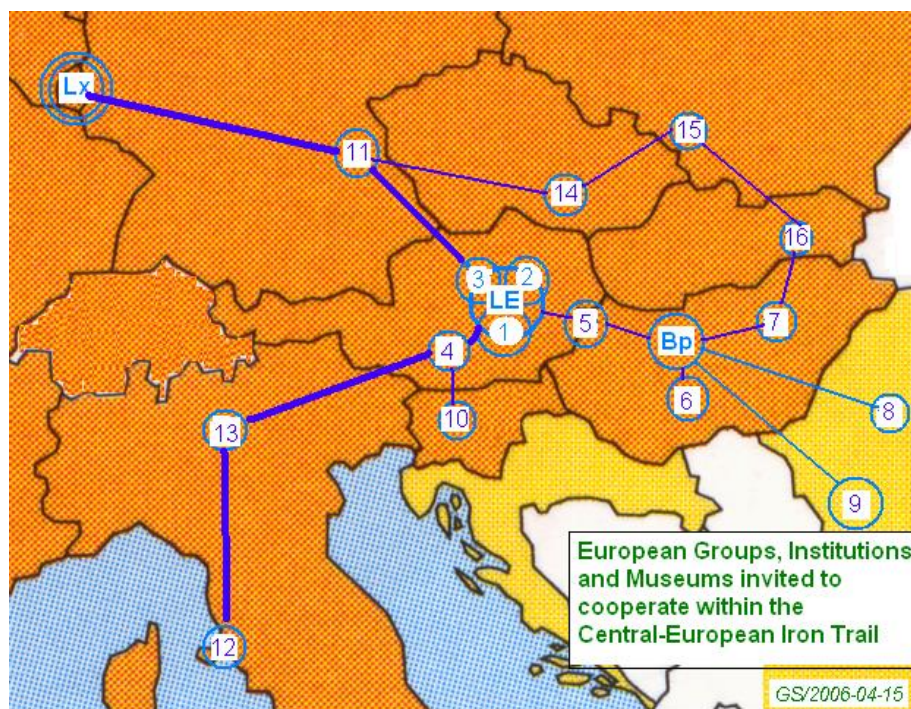 Lx
15
11
14
16
3
2
LE
1
5
7
Bp
4
6
8
10
13
9
European Groups, Institutions
and Museums invited to
cooperate within the
Central-European Iron Trail
12
GS/2006-04-15